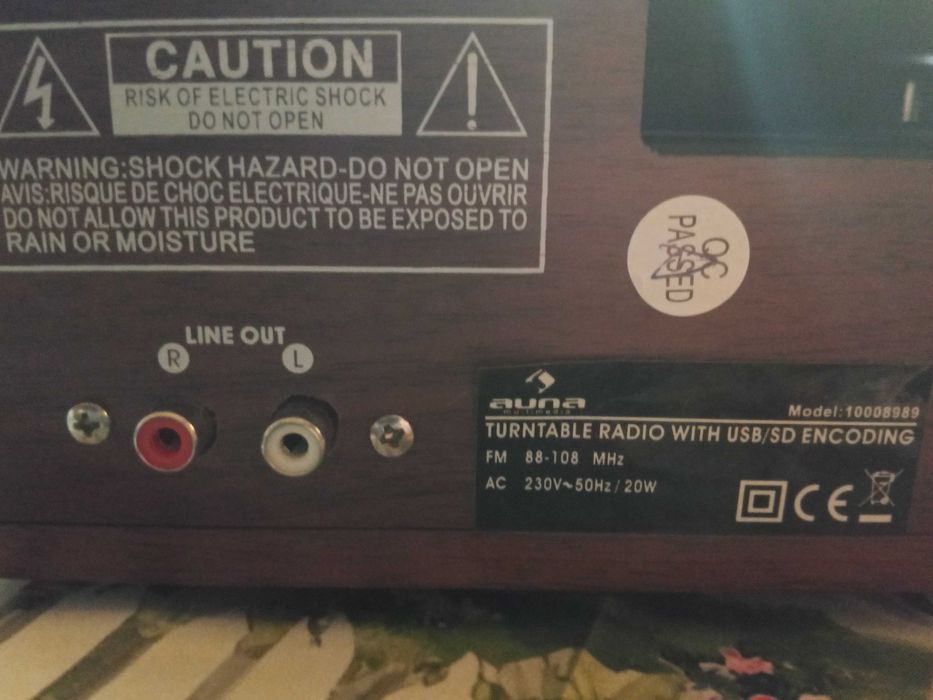 CAUTION
RISK OF ELECTRIC SHOCK
DO NOT OPEN
WARNING:SHOCK HAZARD-DO NOT OPEN
AVIS:RISQUE DE CHOC ELECTRIQUE-NE PAS OUVRIR
DO NOT ALLOW THIS PRODUCT TO BE EXPOSED TO
RAIN OR MOISTURE
QC
PASSED
LINE OUT
R L
auna
multimedia
Model:10008989
TURNTABLE RADIO WITH USB/SD ENCODING
FM 88-108 MHz
AC 230V~50Hz / 20W
CE